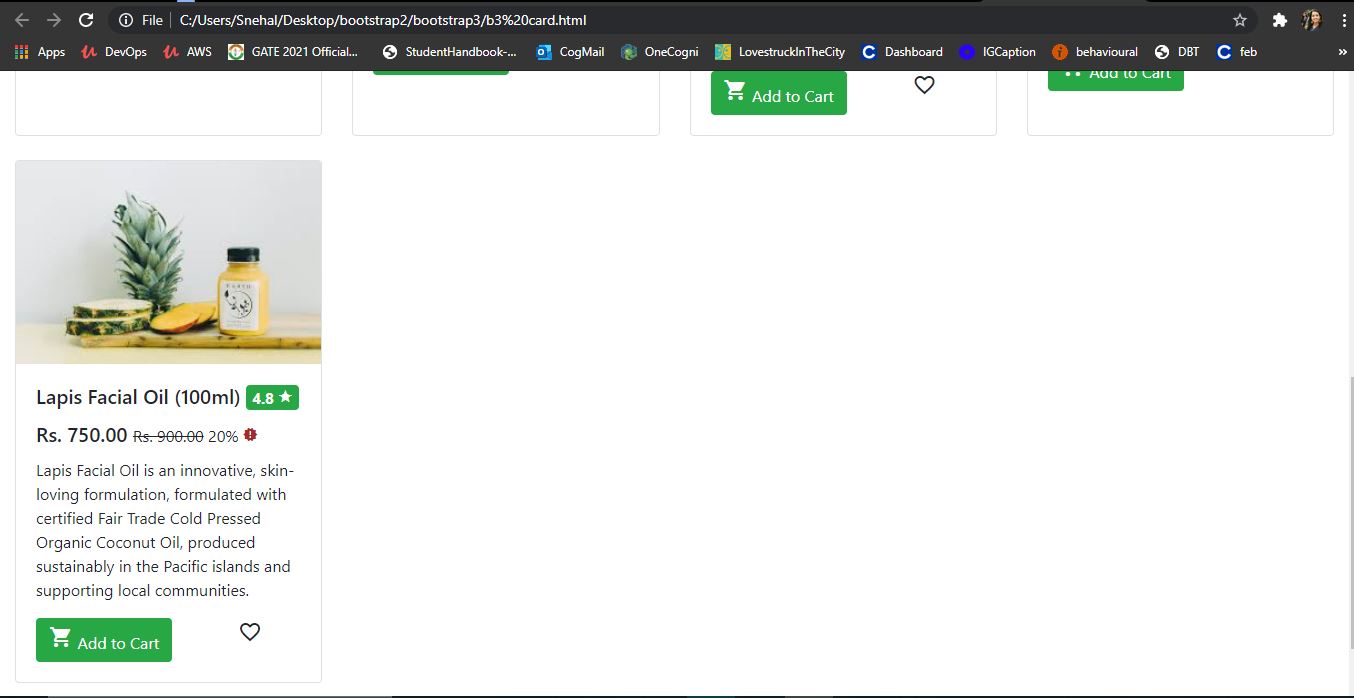 File C:/Users/Snehal/Desktop/bootstrap2/bootstrap3/b3%20card.html
Apps DevOps AWS GATE 2021 Official... StudentHandbook-... CogMail OneCogni LovestruckInTheCity Dashboard IGCaption behavioural DBT feb »
Add to Cart
Add to Cart
EARTH
Lapis Facial Oil (100ml) 4.8
Rs. 750.00 Rs. 900.00 20%
Lapis Facial Oil is an innovative, skin-
loving formulation, formulated with
certified Fair Trade Cold Pressed
Organic Coconut Oil, produced
sustainably in the Pacific islands and
supporting local communities.
Add to Cart